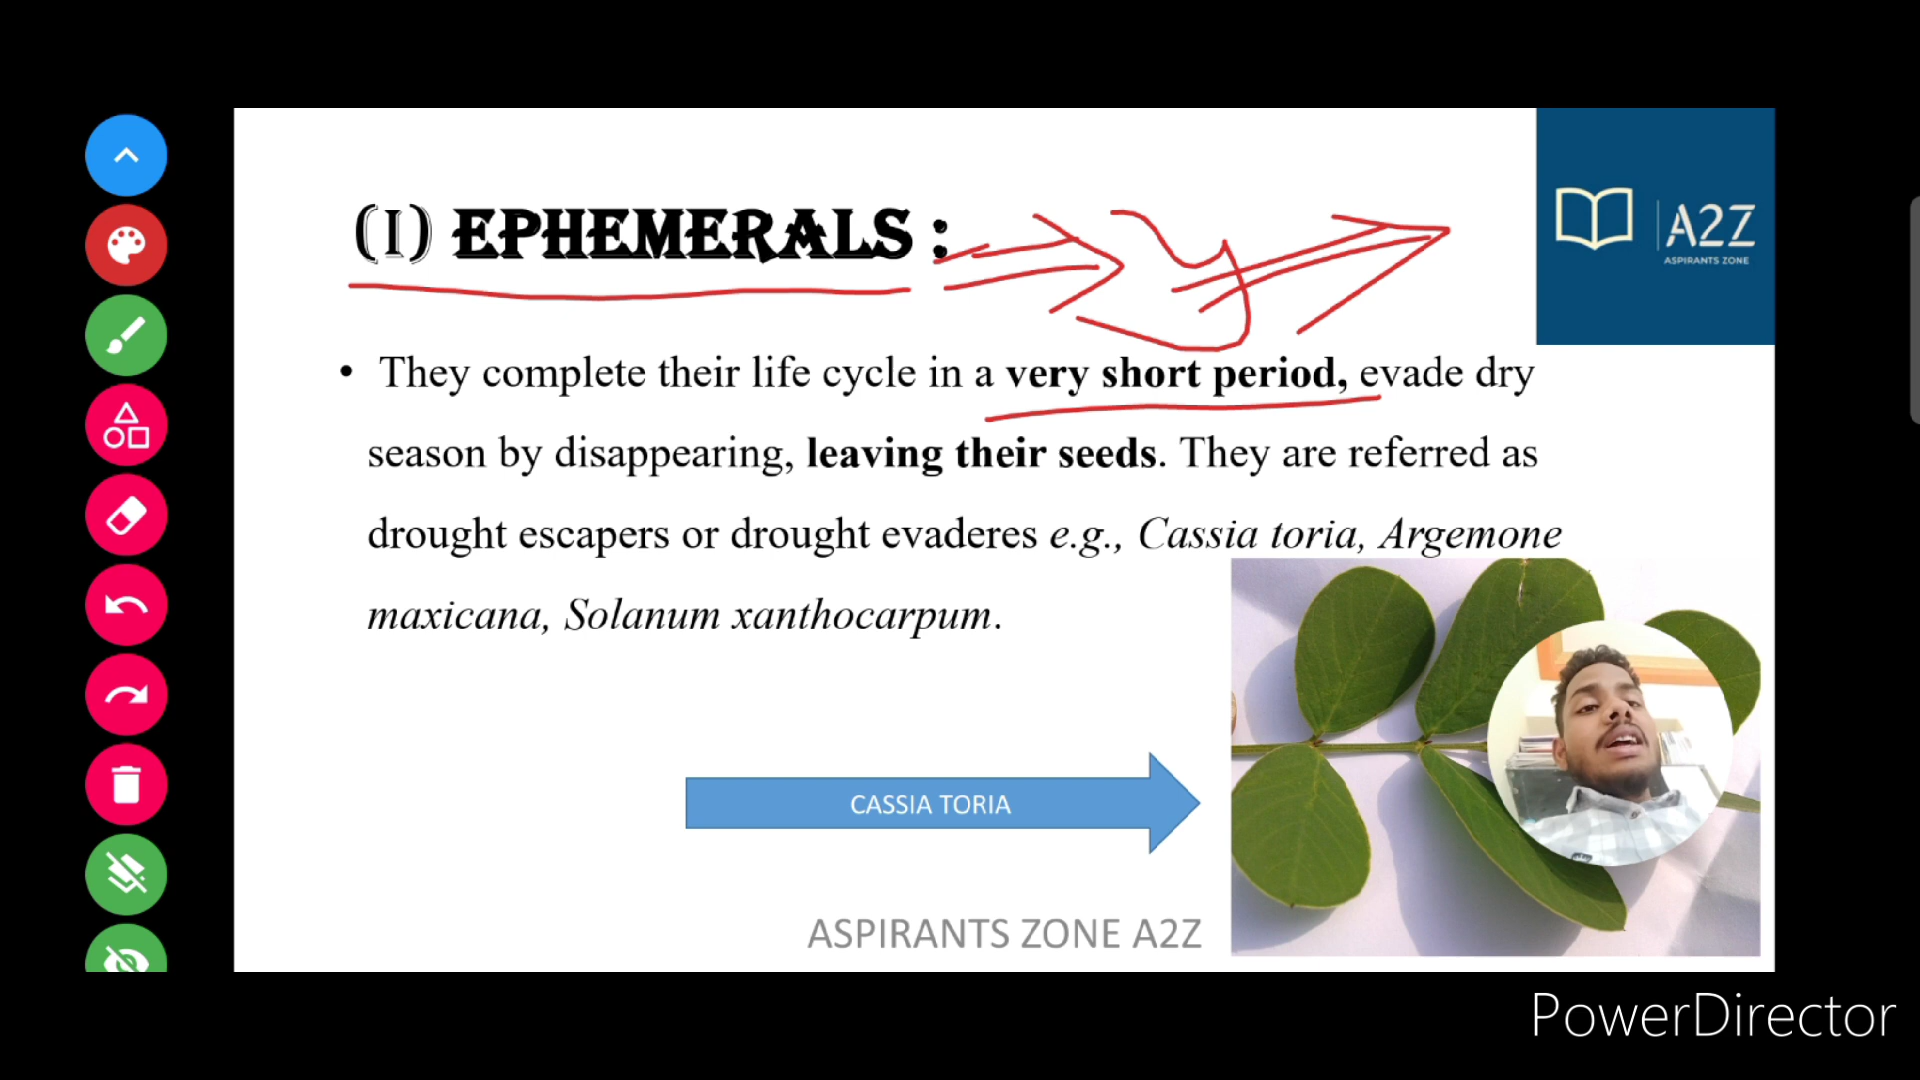 (I) EPHEMERALS :
A2Z
ASPIRANTS ZONE
• They complete their life cycle in a very short period, evade dry
season by disappearing, leaving their seeds. They are referred as
drought escapers or drought evaderes e.g., Cassia toria, Argemone
maxicana, Solanum xanthocarpum.
CASSIA TORIA
ASPIRANTS ZONE A2Z
PowerDirector